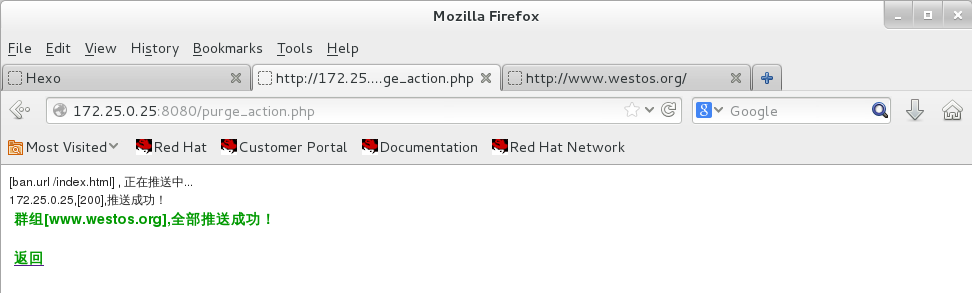 Mozilla Firefox
File Edit View History Bookmarks Tools Help
Hexo http://172.25....ge_action.php http://www.westos.org/
172.25.0.25:8080/purge_action.php Google
Most Visited Red Hat Customer Portal Documentation Red Hat Network
[ban.url /index.html] , 正在推送中...
172.25.0.25,[200],推送成功！
群组[www.westos.org],全部推送成功！
返回